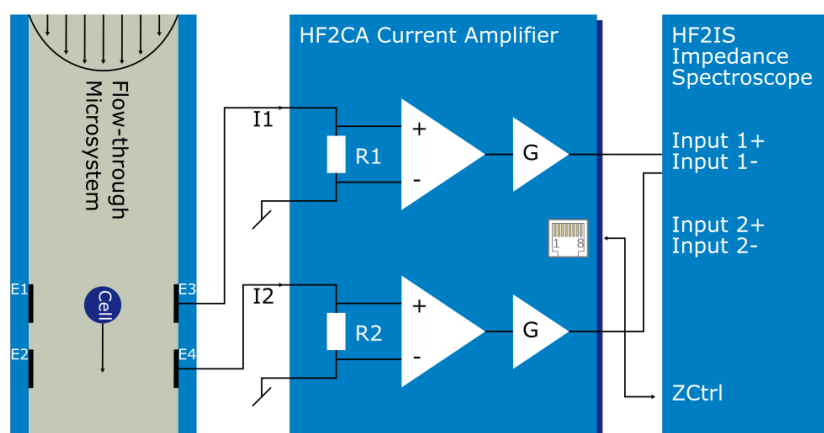 Flow-through
Microsystem
E1
E2
Cell
E3
E4
HF2CA Current Amplifier
I1
R1
+
-
G
1 8
I2
R2
+
-
G
HF2IS
Impedance
Spectroscope
Input 1+
Input 1-
Input 2+
Input 2-
ZCtrl